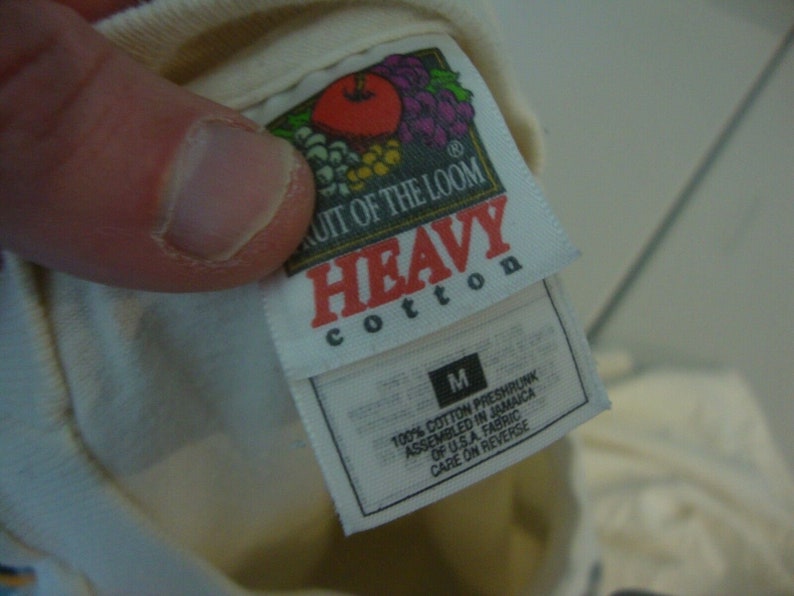 ®
RUIT OF THE LOOM
HEAVY
cotton
M
100% COTTON PRESHRUNK
ASSEMBLED IN JAMAICA
OF U.S.A. FABRIC
CARE ON REVERSE